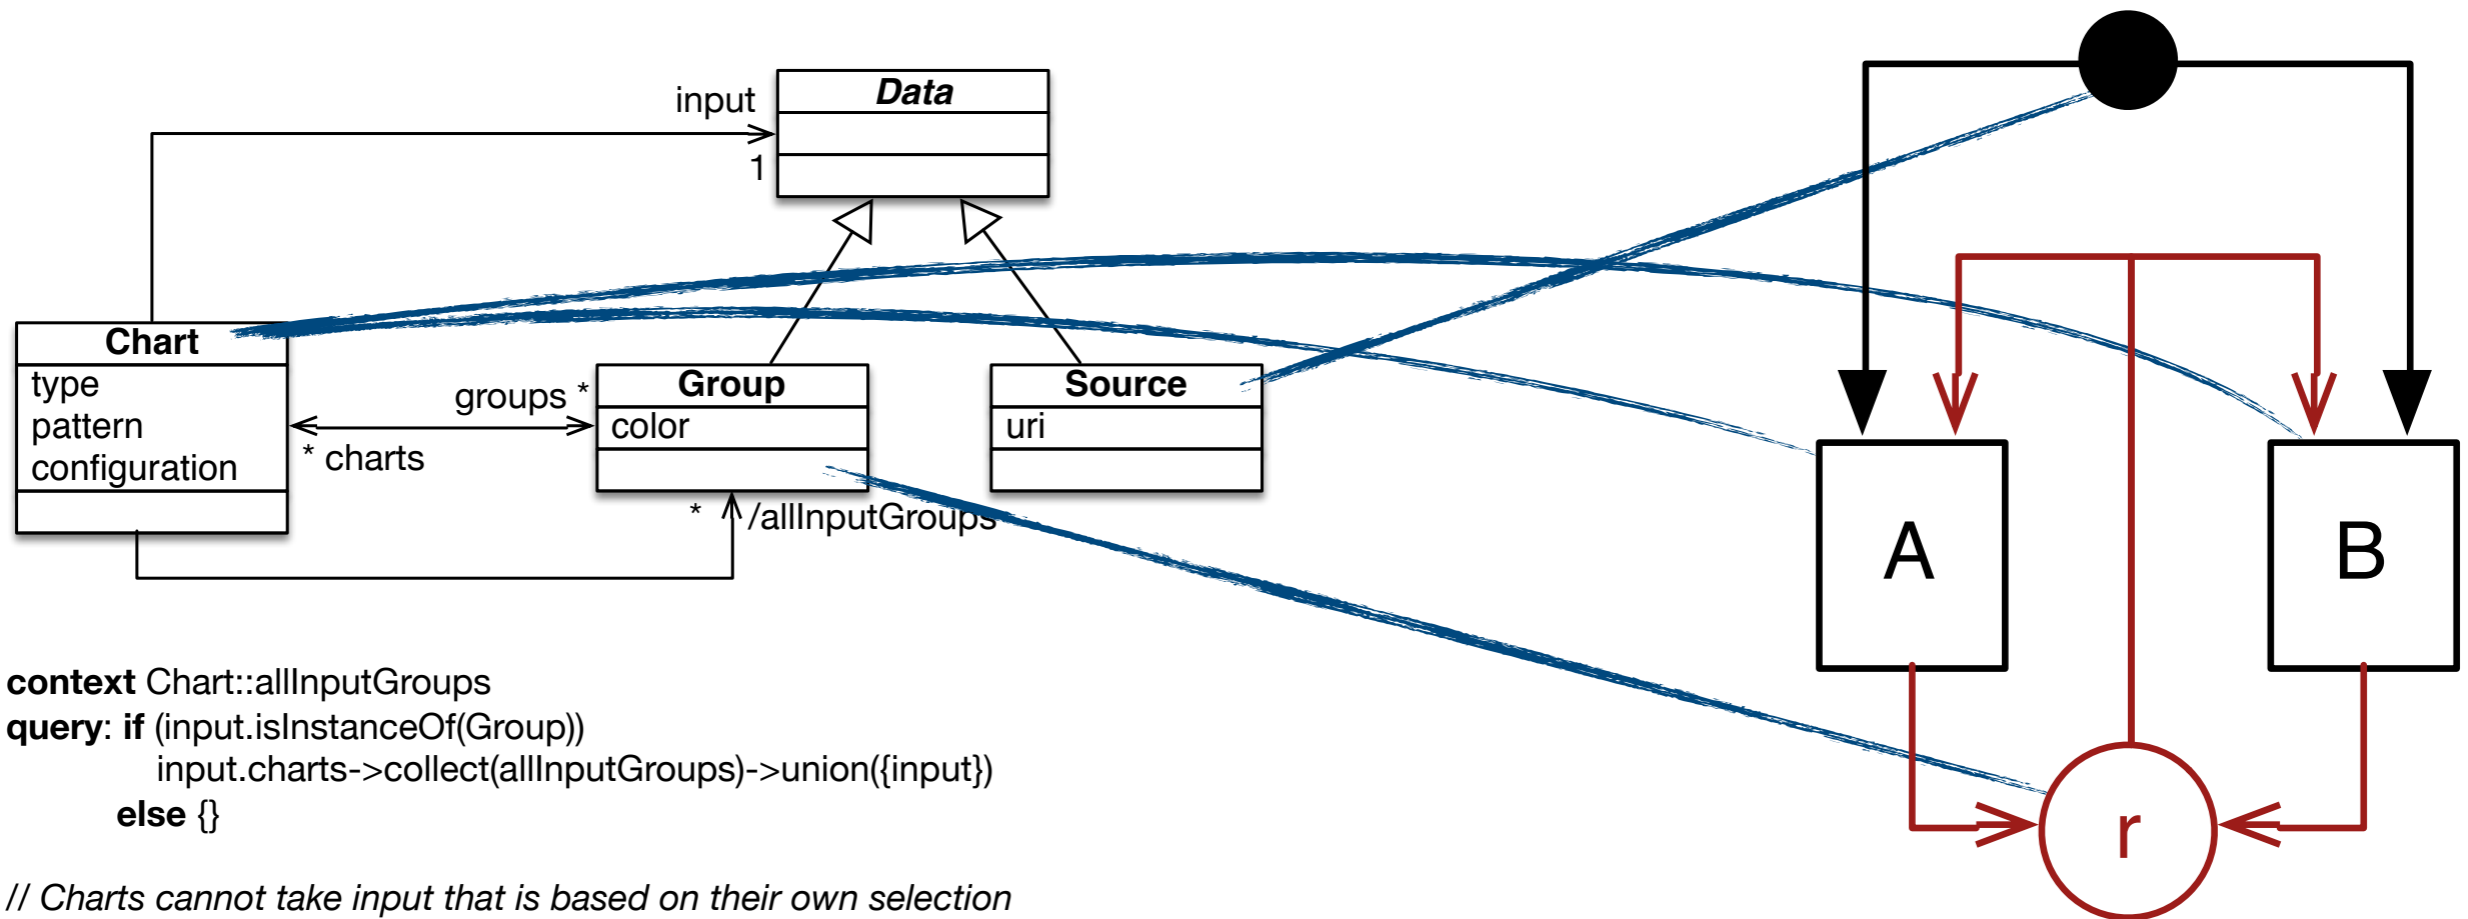 Data
input
1
Chart
type
pattern
configuration
groups *
* charts
Group
color
Source
uri
* /allInputGroups
A
B
r
context Chart::allInputGroups
query: if (input.isInstanceOf(Group))
input.charts->collect(allInputGroups)->union({input})
else {}
// Charts cannot take input that is based on their own selection